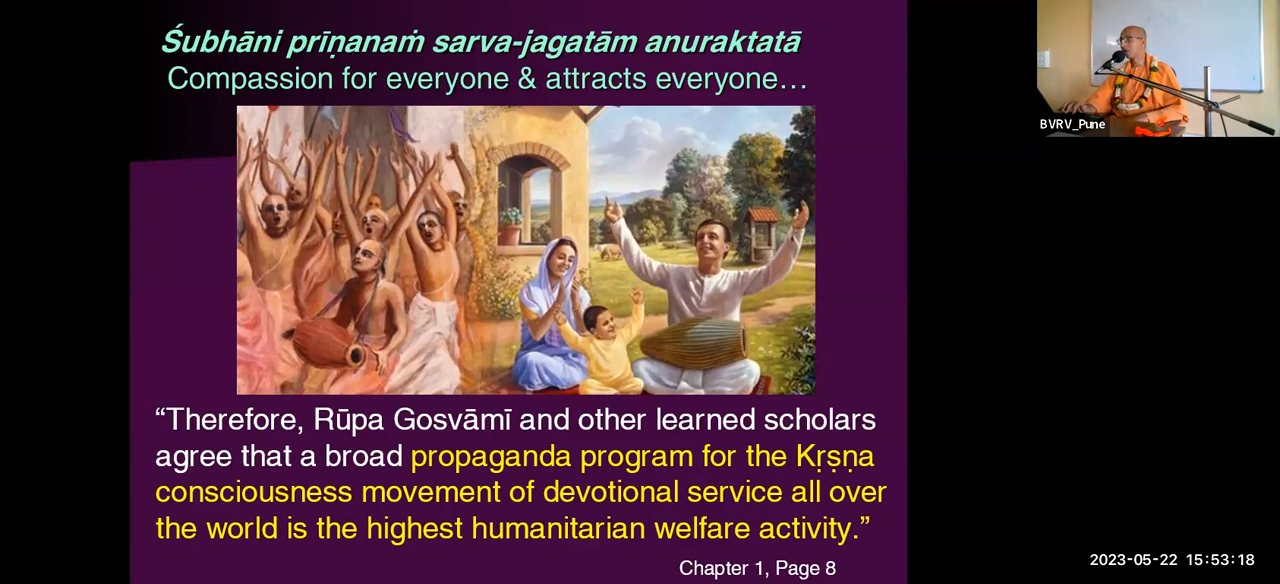 Śubhāni prīṇanaṁ sarva-jagatām anuraktatā
Compassion for everyone & attracts everyone…
BVRV_Pune
“Therefore, Rūpa Gosvāmī and other learned scholars
agree that a broad propaganda program for the Kṛṣṇa
consciousness movement of devotional service all over
the world is the highest humanitarian welfare activity.”
Chapter 1, Page 8
2023-05-22 15:53:18